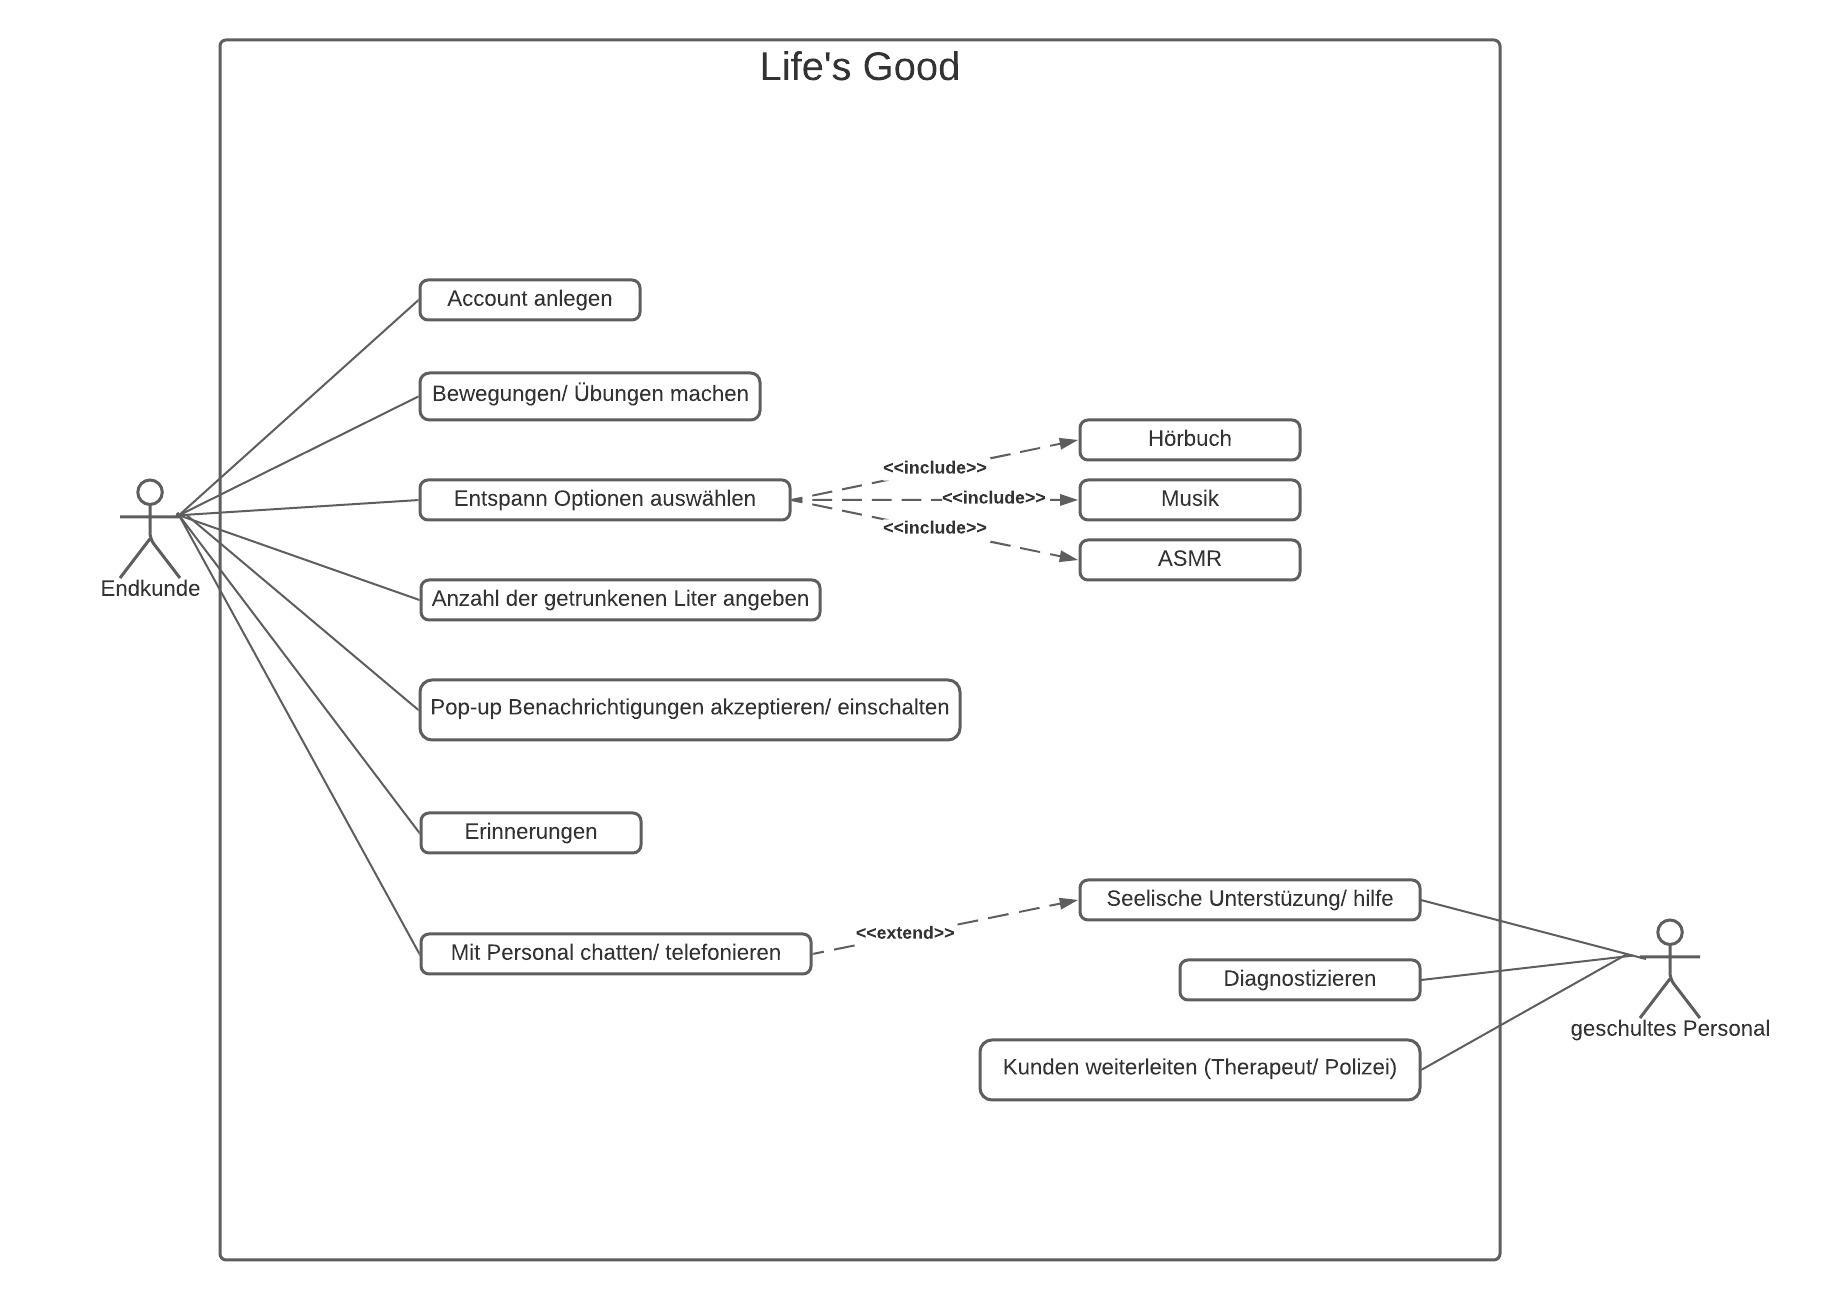 Life's Good
Account anlegen
Bewegungen/ Übungen machen
Hörbuch
<<include>>
Entspann Optionen auswählen
<<include>>
Musik
<<include>>
ASMR
Endkunde
Anzahl der getrunkenen Liter angeben
Pop-up Benachrichtigungen akzeptieren/ einschalten
Erinnerungen
Seelische Unterstüzung/ hilfe
<<extend>>
Mit Personal chatten/ telefonieren
Diagnostizieren
geschultes Personal
Kunden weiterleiten (Therapeut/ Polizei)